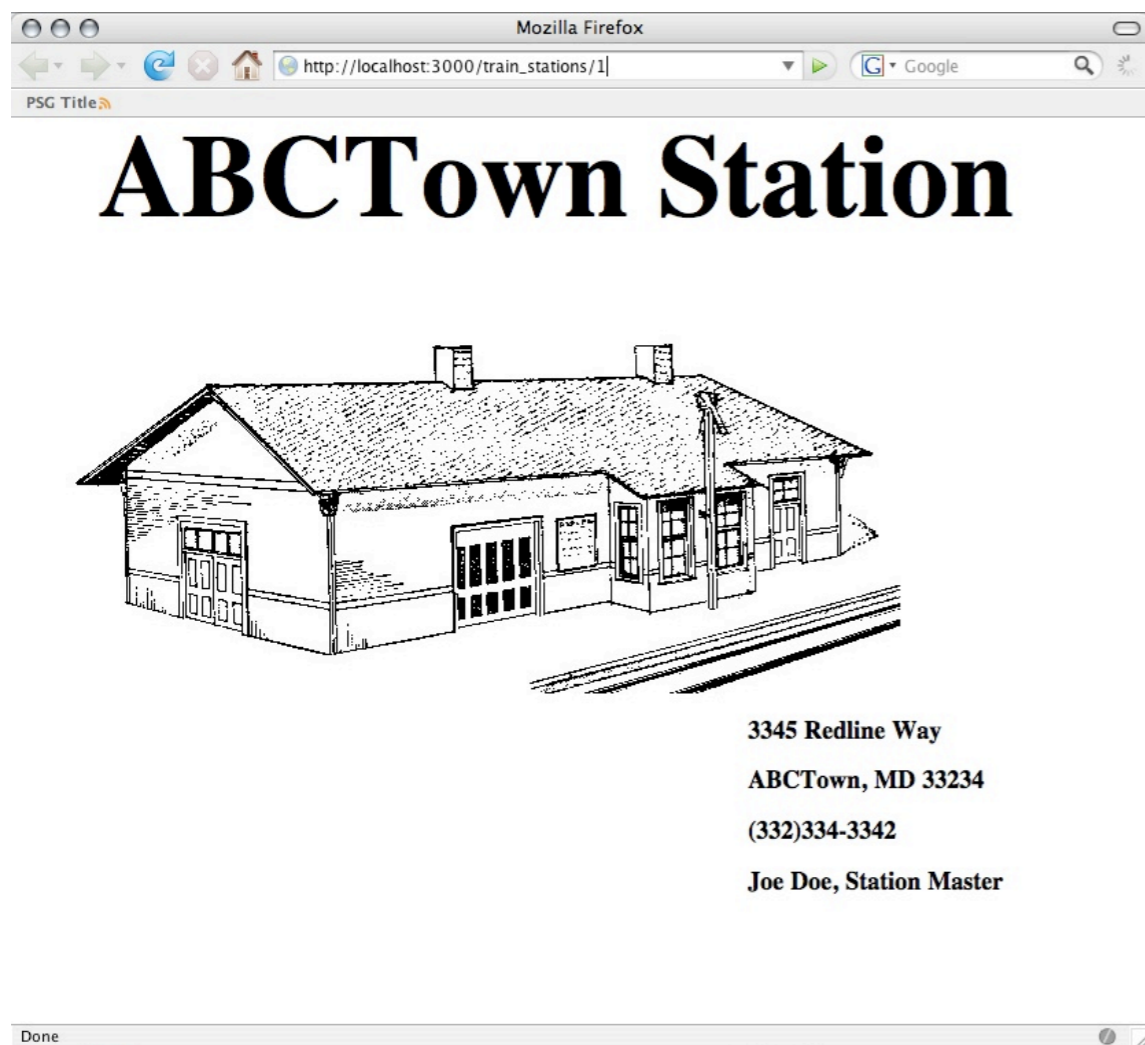 Mozilla Firefox
http://localhost:3000/train_stations/1
G Google
PSG Title
ABCTown Station
3345 Redline Way
ABCTown, MD 33234
(332)334-3342
Joe Doe, Station Master
Done